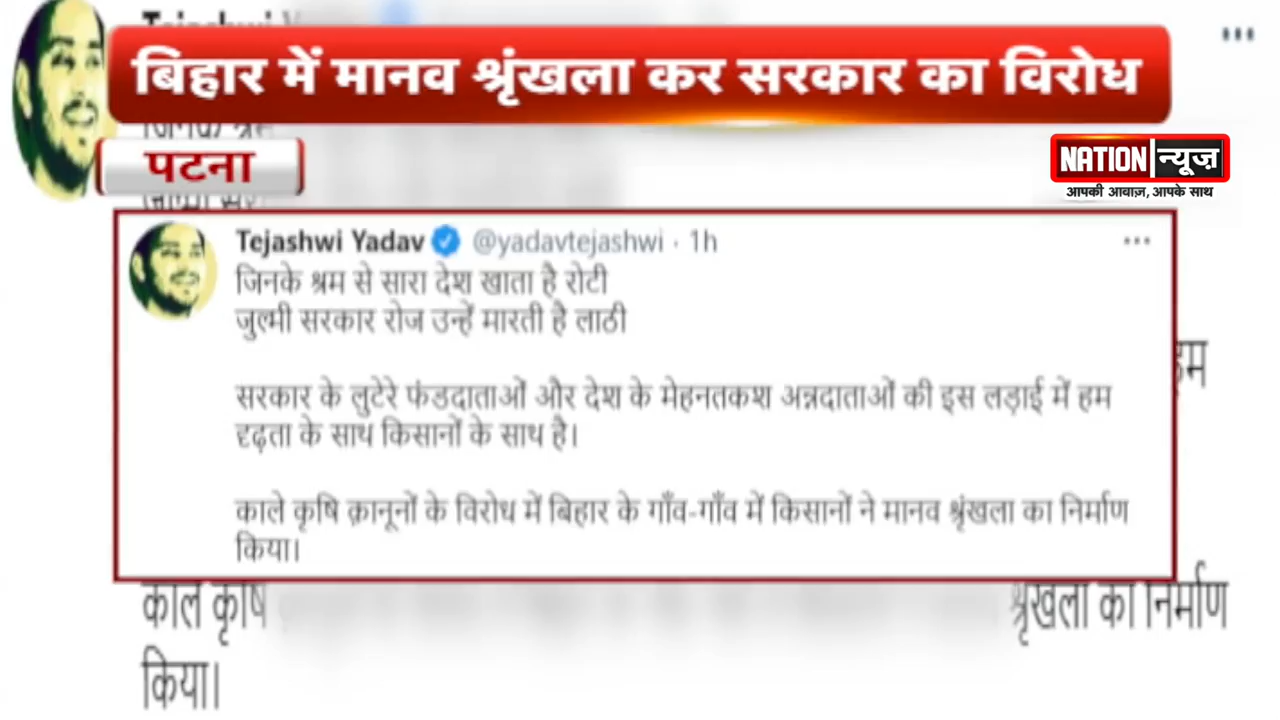 बिहार में मानव श्रृंखला कर सरकार का विरोध
पटना
NATION न्यूज़
आपकी आवाज़, आपके साथ
Tejashwi Yadav @yadavtejashwi · 1h
जिनके श्रम से सारा देश खाता है रोटी
जुल्मी सरकार रोज उन्हें मारती है लाठी
सरकार के लुटेरे फंडदाताओं और देश के मेहनतकश अन्नदाताओं की इस लड़ाई में हम
दृढ़ता के साथ किसानों के साथ है।
काले कृषि क़ानूनों के विरोध में बिहार के गाँव-गाँव में किसानों ने मानव श्रृंखला का निर्माण
किया।
हम
काले कृषि श्रृंखला का निर्माण
किया।